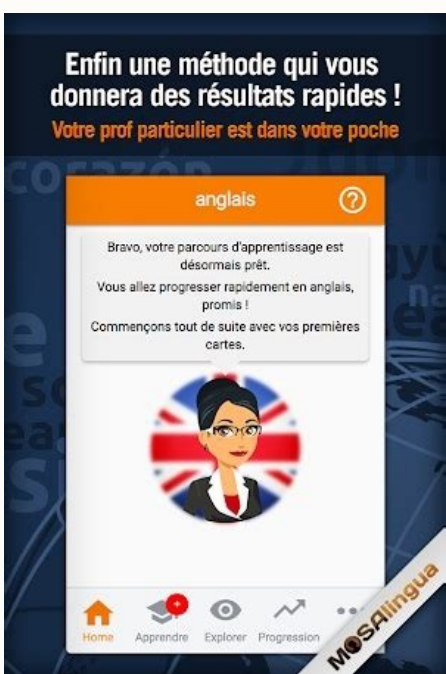 Enfin une méthode qui vous
donnera des résultats rapides !
Votre prof particulier est dans votre poche
corazón
anglais
?
Bravo, votre parcours d'apprentissage est
désormais prêt.
Vous allez progresser rapidement en anglais,
promis !
Commençons tout de suite avec vos premières
cartes.
+
Home
Apprendre
Explorer
Progression
MOSAlingua